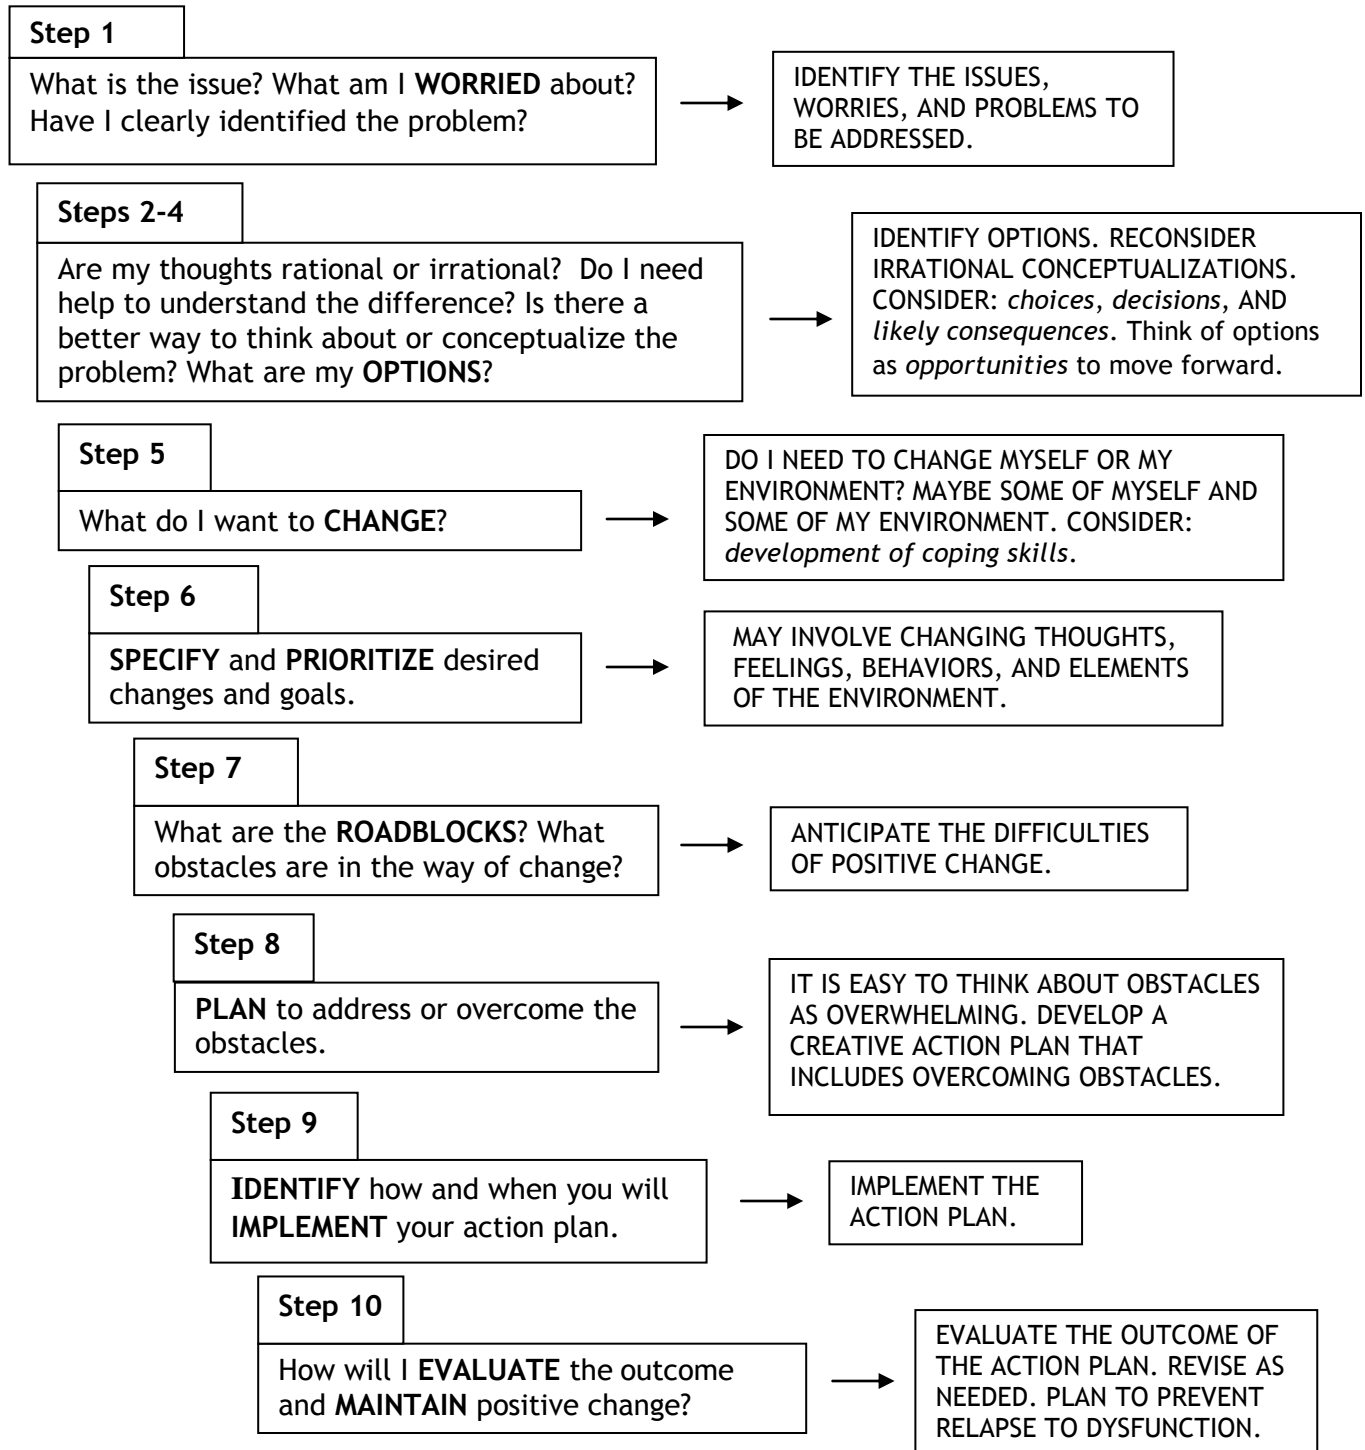 Step 1
What is the issue? What am I WORRIED about?
Have I clearly identified the problem?
IDENTIFY THE ISSUES,
WORRIES, AND PROBLEMS TO
BE ADDRESSED.
Steps 2-4
Are my thoughts rational or irrational?  Do I need
help to understand the difference? Is there a
better way to think about or conceptualize the
problem? What are my OPTIONS?
IDENTIFY OPTIONS. RECONSIDER
IRRATIONAL CONCEPTUALIZATIONS.
CONSIDER: choices, decisions, AND
likely consequences. Think of options
as opportunities to move forward.
Step 5
What do I want to CHANGE?
DO I NEED TO CHANGE MYSELF OR MY
ENVIRONMENT? MAYBE SOME OF MYSELF AND
SOME OF MY ENVIRONMENT. CONSIDER:
development of coping skills.
Step 6
SPECIFY and PRIORITIZE desired
changes and goals.
MAY INVOLVE CHANGING THOUGHTS,
FEELINGS, BEHAVIORS, AND ELEMENTS
OF THE ENVIRONMENT.
Step 7
What are the ROADBLOCKS? What
obstacles are in the way of change?
ANTICIPATE THE DIFFICULTIES
OF POSITIVE CHANGE.
Step 8
PLAN to address or overcome the
obstacles.
IT IS EASY TO THINK ABOUT OBSTACLES
AS OVERWHELMING. DEVELOP A
CREATIVE ACTION PLAN THAT
INCLUDES OVERCOMING OBSTACLES.
Step 9
IDENTIFY how and when you will
IMPLEMENT your action plan.
IMPLEMENT THE
ACTION PLAN.
Step 10
How will I EVALUATE the outcome
and MAINTAIN positive change?
EVALUATE THE OUTCOME OF
THE ACTION PLAN. REVISE AS
NEEDED. PLAN TO PREVENT
RELAPSE TO DYSFUNCTION.